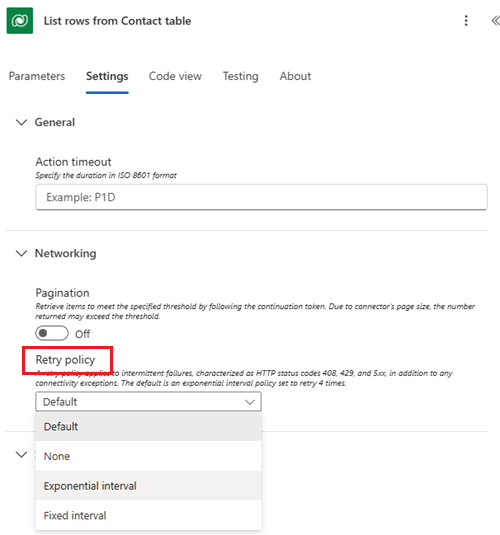 List rows from Contact table
Parameters Settings Code view Testing About
General
Action timeout
Specify the duration in ISO 8601 format
Example: P1D
Networking
Pagination
Retrieve items to meet the specified threshold by following the continuation token. Due to connector's page size, the number
returned may exceed the threshold.
Off
Retry policy
A retry policy applies to intermittent failures, characterized as HTTP status codes 408, 429, and 5xx, in addition to any
connectivity exceptions. The default is an exponential interval policy set to retry 4 times.
Default
Default
None
Exponential interval
Fixed interval